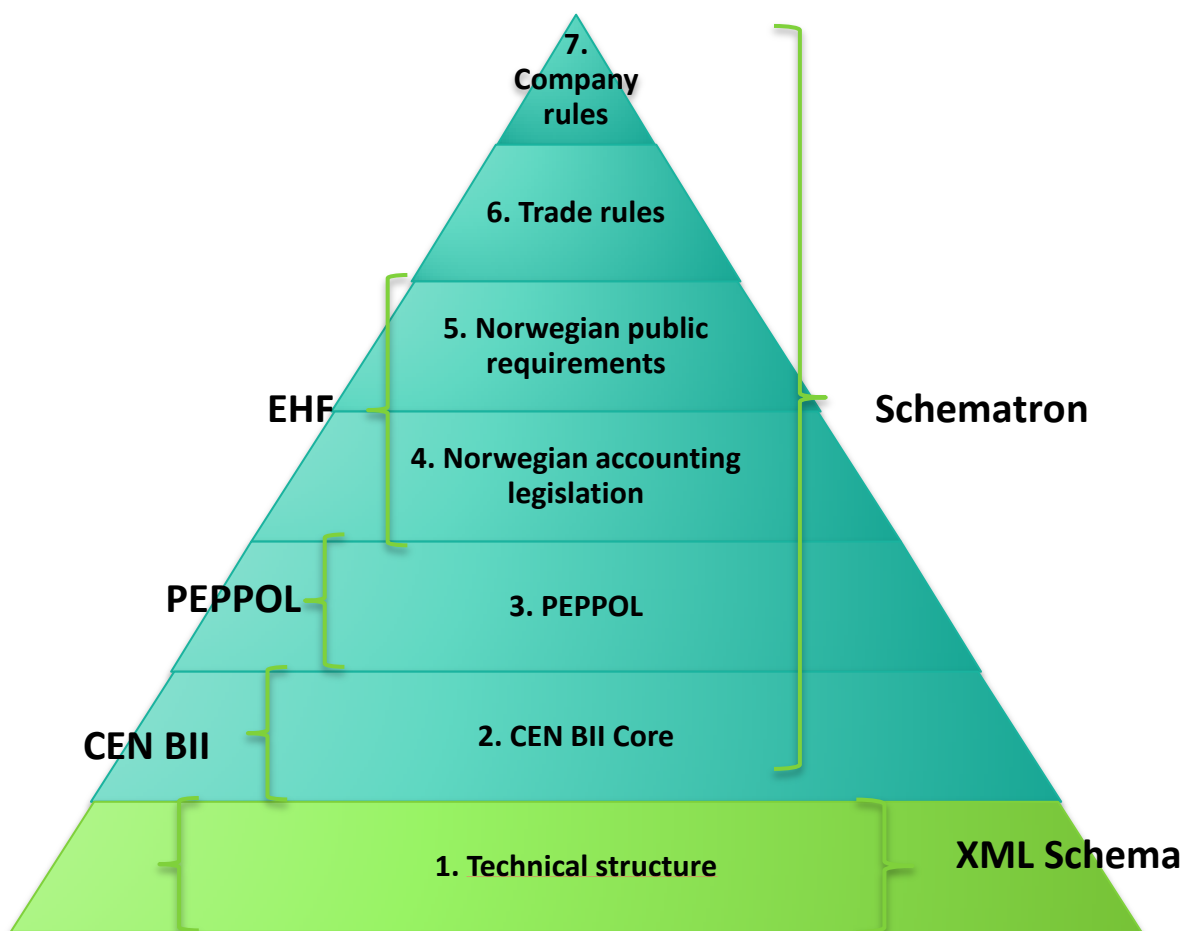 7.
Company
rules
6. Trade rules
5. Norwegian public
requirements
EHF
Schematron
4. Norwegian accounting
legislation
PEPPOL
3. PEPPOL
CEN BII
2. CEN BII Core
1. Technical structure
XML Schema